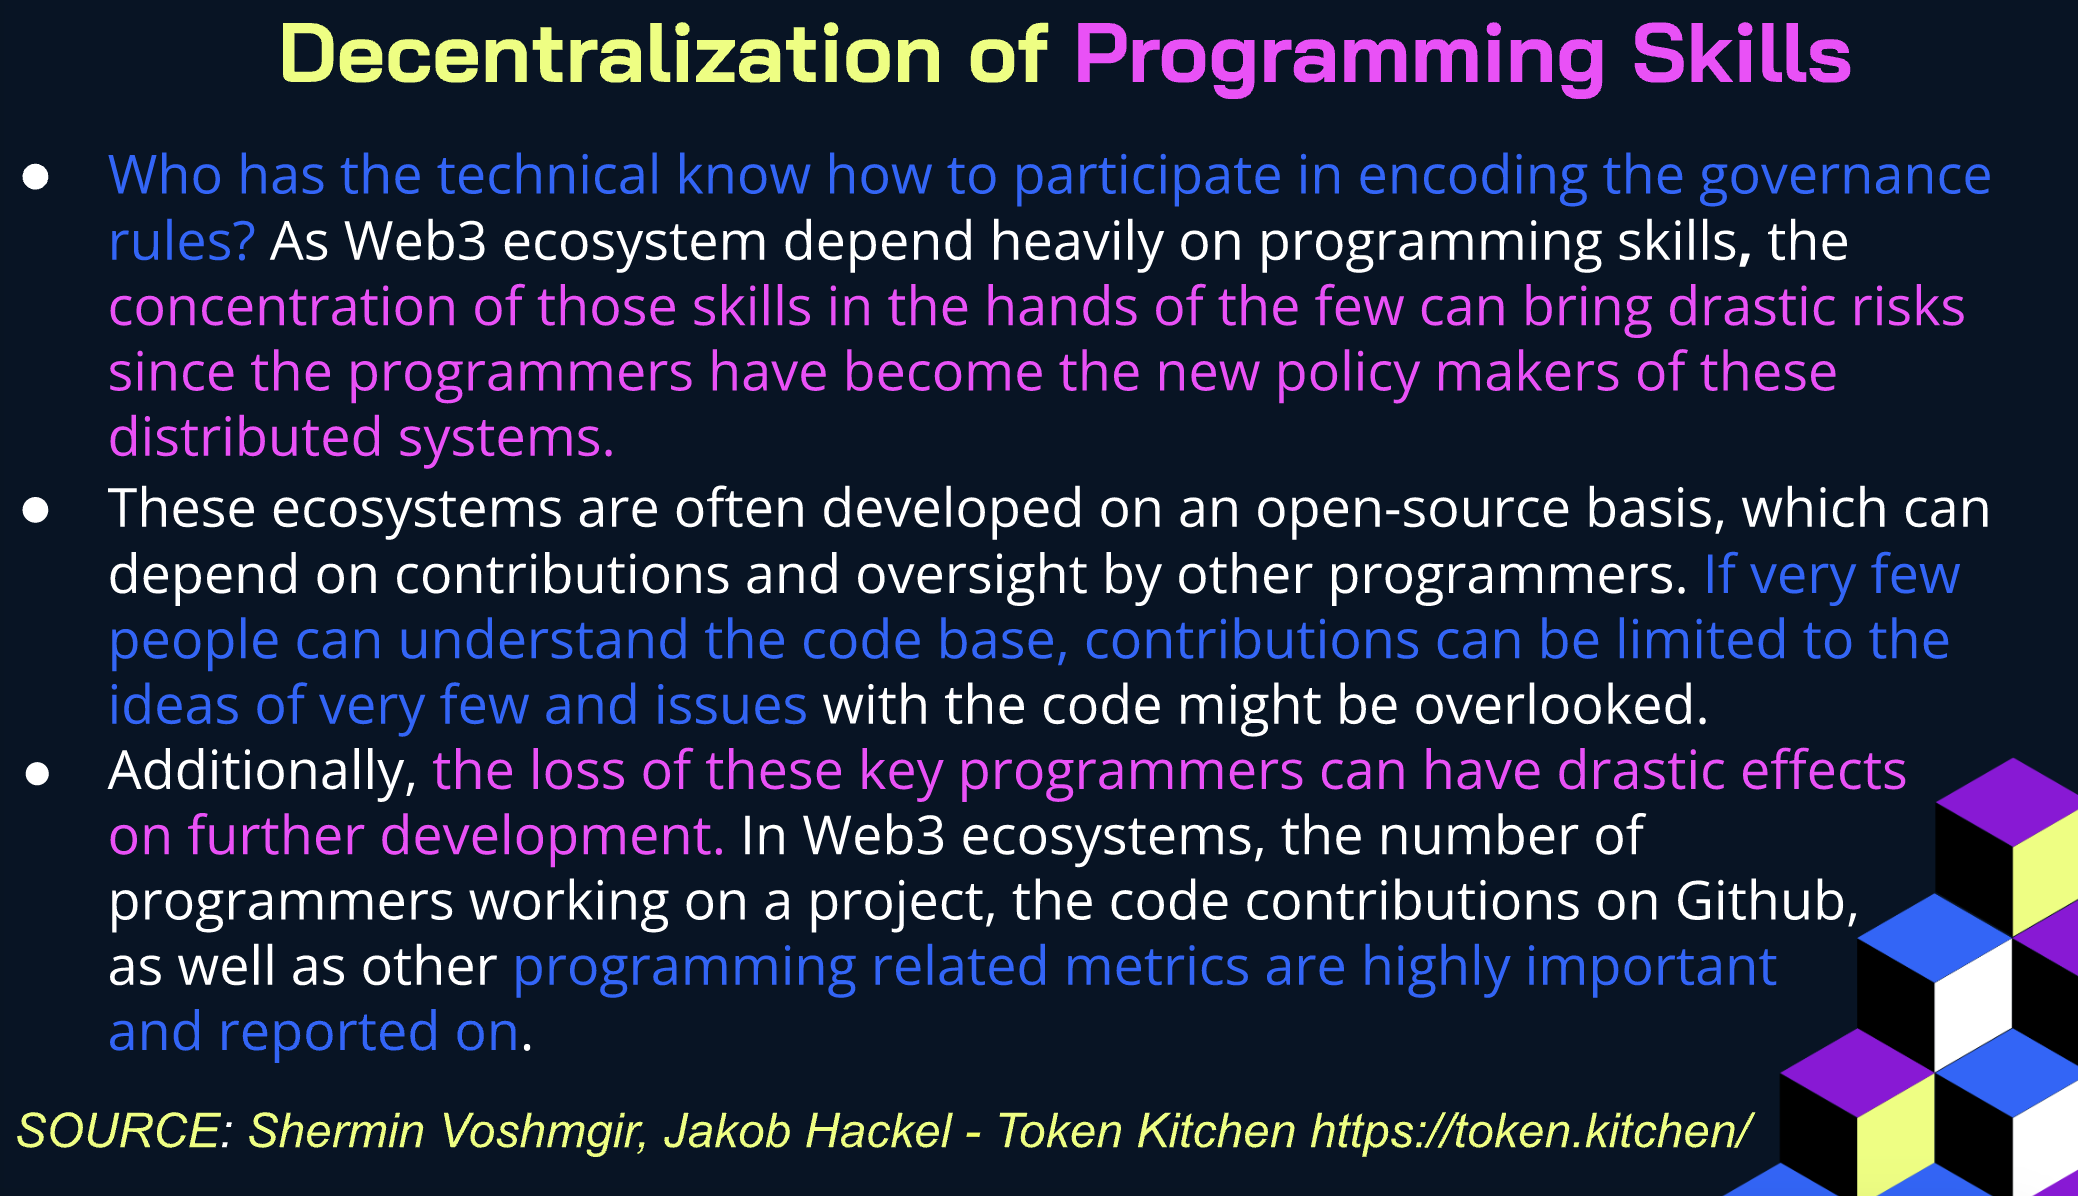 Decentralization of Programming Skills
● Who has the technical know how to participate in encoding the governance
rules? As Web3 ecosystem depend heavily on programming skills, the
concentration of those skills in the hands of the few can bring drastic risks
since the programmers have become the new policy makers of these
distributed systems.
● These ecosystems are often developed on an open-source basis, which can
depend on contributions and oversight by other programmers. If very few
people can understand the code base, contributions can be limited to the
ideas of very few and issues with the code might be overlooked.
● Additionally, the loss of these key programmers can have drastic effects
on further development. In Web3 ecosystems, the number of
programmers working on a project, the code contributions on Github,
as well as other programming related metrics are highly important
and reported on.
SOURCE: Shermin Voshmgir, Jakob Hackel - Token Kitchen https://token.kitchen/